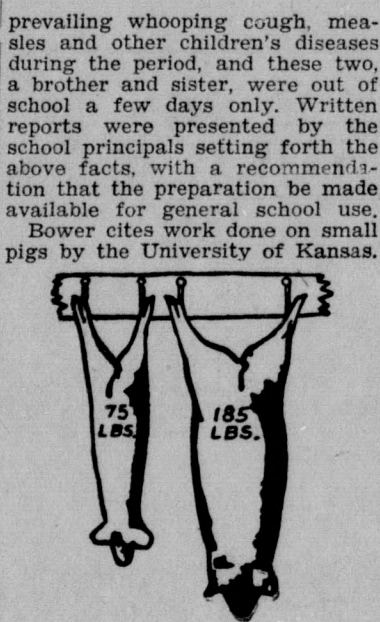 prevailing whooping cough, mea-
sles and other children's diseases
during the period, and these two,
a brother and sister, were out of
school a few days only. Written
reports were presented by the
school principals setting forth the
above facts, with a recommenda-
tion that the preparation be made
available for general school use.
Bower cites work done on small
pigs by the University of Kansas.
75 LBS.
185 LBS.